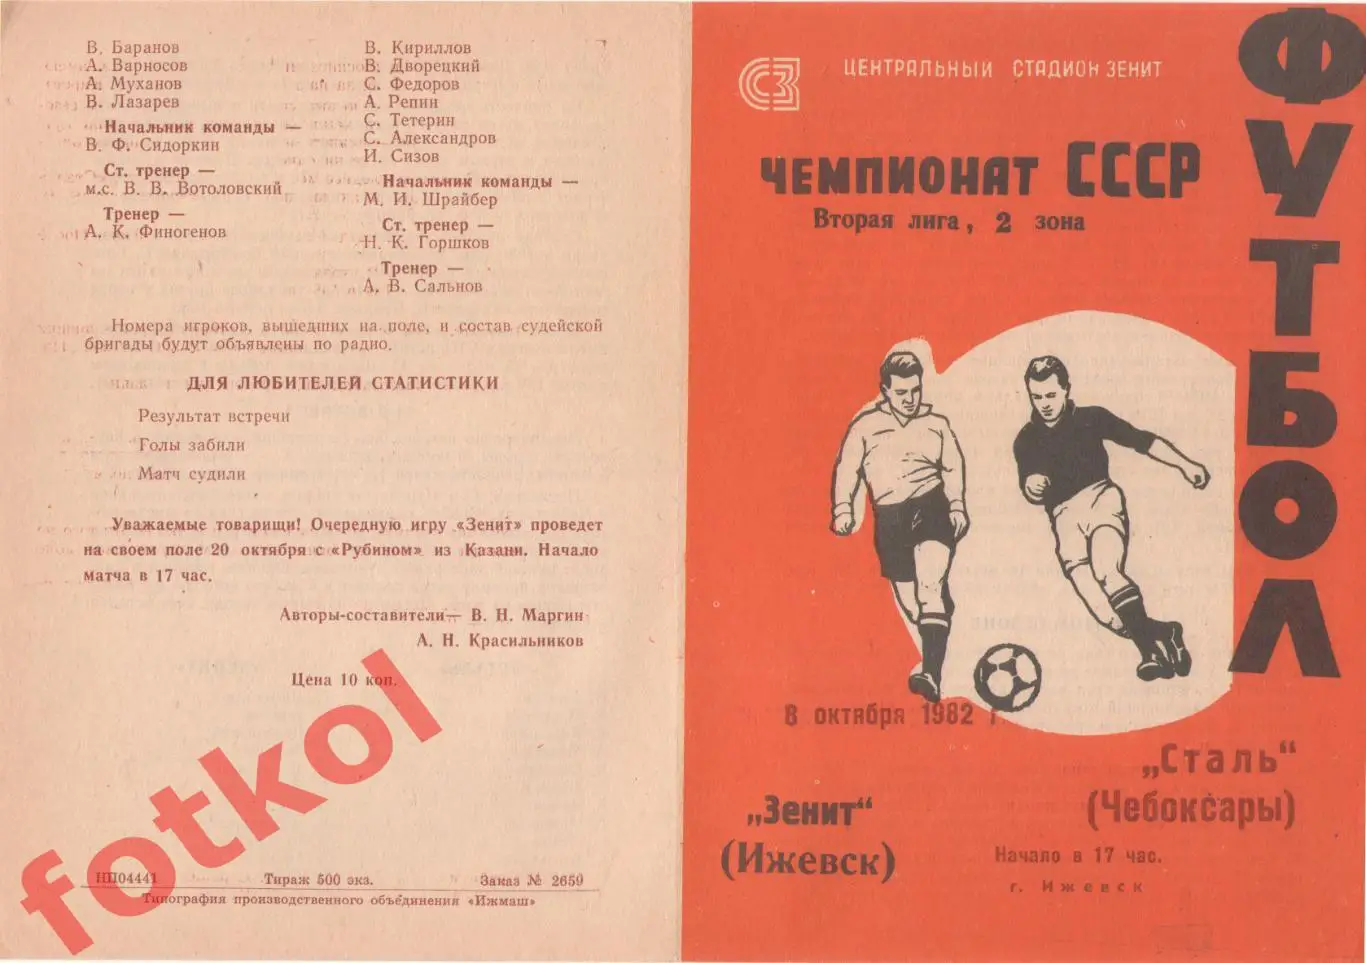 В. Баранов
А. Варносов
А. Муханов
В. Лазарев
Начальник команды —
В. Ф. Сидоркин
Ст. тренер —
м.с. В. В. Вотоловский
Тренер —
А. К. Финогенов
В. Кириллов
В. Дворецкий
С. Федоров
А. Репин
С. Тетерин
С. Александров
И. Сизов
Начальник команды —
М. И. Шрайбер
Ст. тренер —
Н. К. Горшков
Тренер —
А. В. Сальнов
Номера игроков, вышедших на поле, и состав судейской
бригады будут объявлены по радио.
ДЛЯ ЛЮБИТЕЛЕЙ СТАТИСТИКИ
Результат встречи
Голы забили
Матч судили
Уважаемые товарищи! Очередную игру «Зенит» проведет
на своем поле 20 октября с «Рубином» из Казани. Начало
матча в 17 час.
Авторы-составители— В. Н. Маргин
А. Н. Красильников
Цена 10 коп.
fotkol
НП04441 Тираж 500 экз. Заказ № 2659
Типография производственного объединения «Ижмаш»
СЗ
ЦЕНТРАЛЬНЫЙ СТАДИОН ЗЕНИТ
ЧЕМПИОНАТ СССР
Вторая лига, 2 зона
ФУТБОЛ
8 октября 1982 г.
„Сталь“
(Чебоксары)
„Зенит“
(Ижевск)
Начало в 17 час.
г. Ижевск